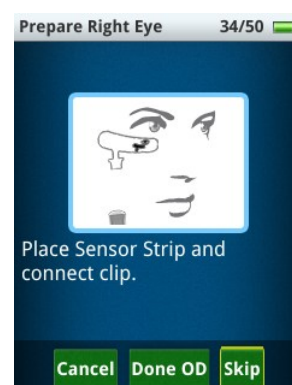 Prepare Right Eye 34/50
Place Sensor Strip and
connect clip.
Cancel Done OD Skip